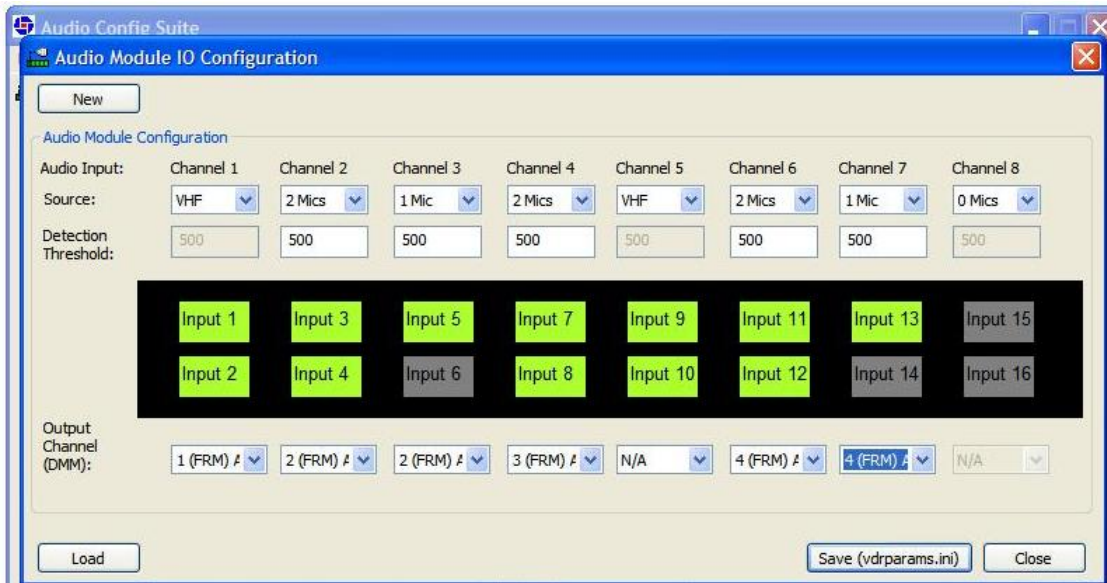 Audio Config Suite
Audio Module IO Configuration
New
Audio Module Configuration
Audio Input: Channel 1 Channel 2 Channel 3 Channel 4 Channel 5 Channel 6 Channel 7 Channel 8
Source: VHF 2 Mics 1 Mic 2 Mics VHF 2 Mics 1 Mic 0 Mics
Detection
Threshold: 500 500 500 500 500 500 500 500
Input 1 Input 3 Input 5 Input 7 Input 9 Input 11 Input 13 Input 15
Input 2 Input 4 Input 6 Input 8 Input 10 Input 12 Input 14 Input 16
Output
Channel
(DMM): 1 (FRM) A 2 (FRM) A 2 (FRM) A 3 (FRM) A N/A 4 (FRM) A 4 (FRM) A N/A
Load Save (vdrparams.ini) Close